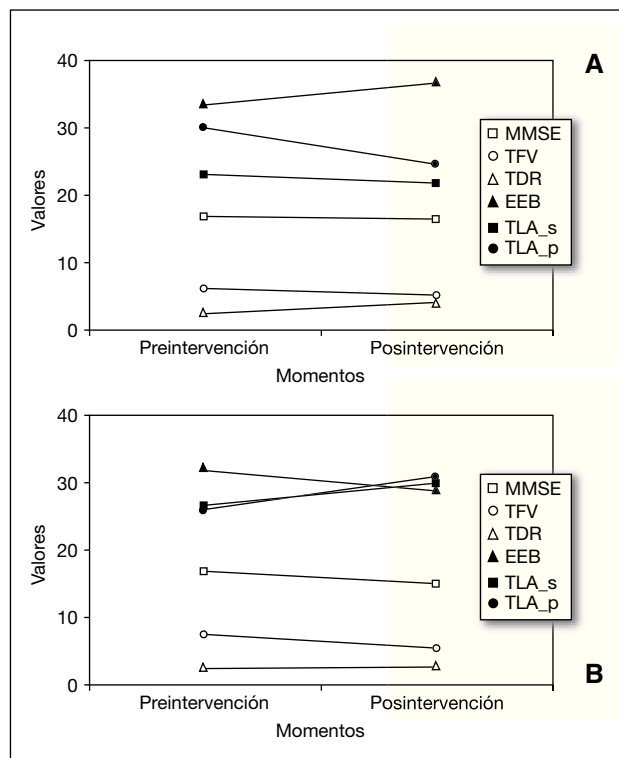 A
40
30
20
10
0
Valores
MMSE
TFV
TDR
EEB
TLA_s
TLA_p
Preintervención Posintervención
Momentos
40
30
20
10
0
Valores
MMSE
TFV
TDR
EEB
TLA_s
TLA_p
B
Preintervención Posintervención
Momentos